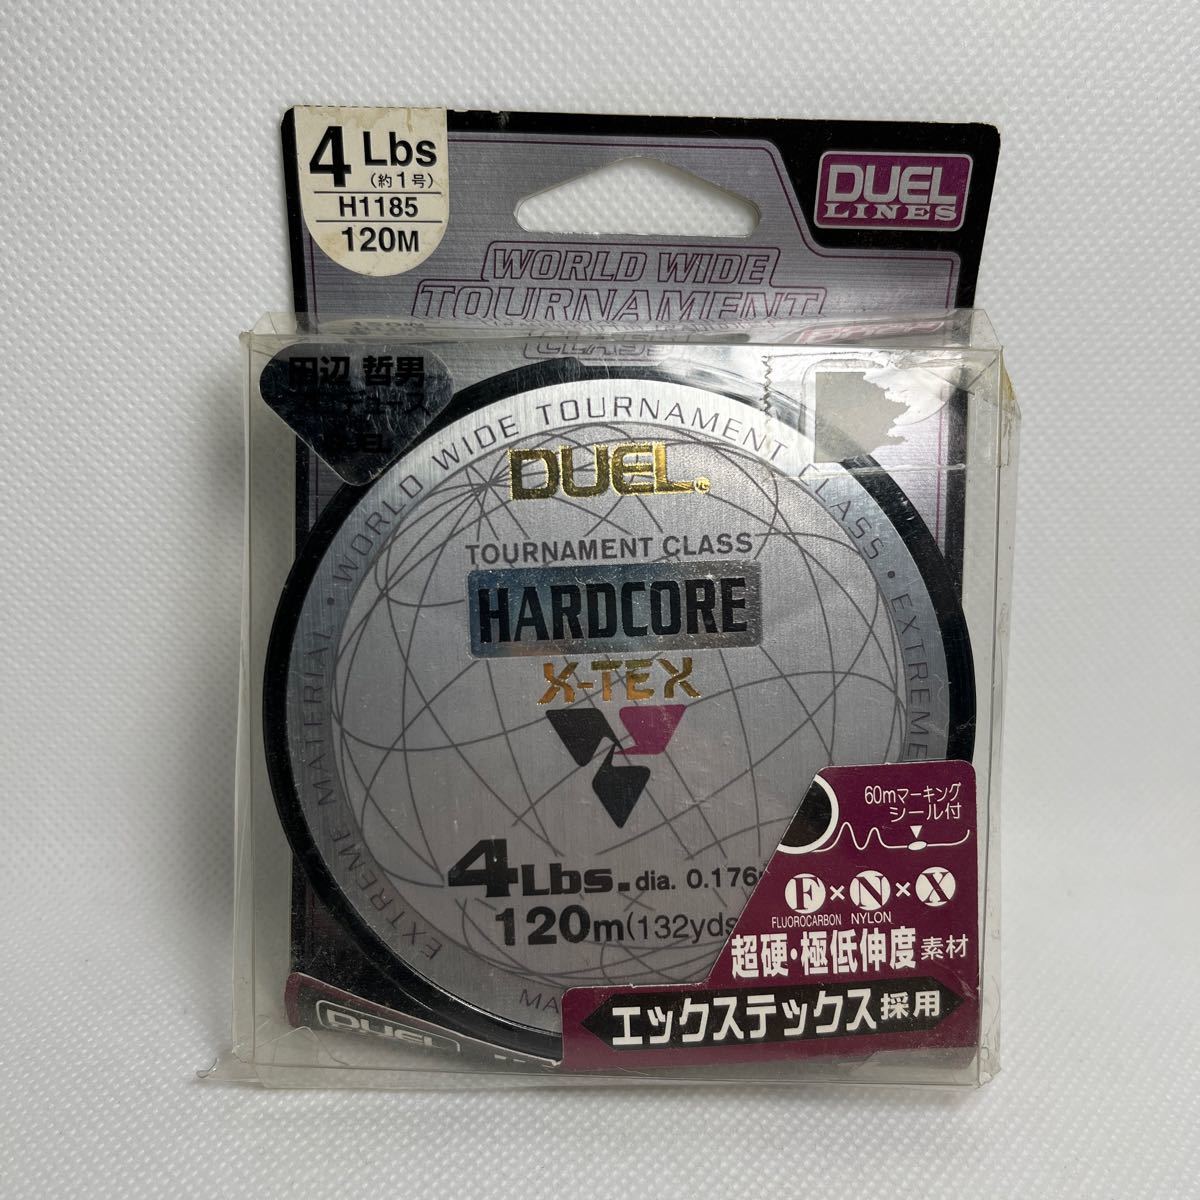 4 Lbs
(約1号)
H1185
120M
DUEL
LINES
WORLD WIDE
TOURNAMENT
田辺 哲男
WORLD WIDE TOURNAMENT CLASS • EXTREME
EXTREME MATERIAL •
DUEL
TOURNAMENT CLASS
HARDCORE
X-TEX
4Lbs. dia. 0.176
120m(132yds
60mマーキング
シール付
F×N×X
FLUOROCARBON NYLON
超硬・極低伸度素材
エックステックス採用
DUEL